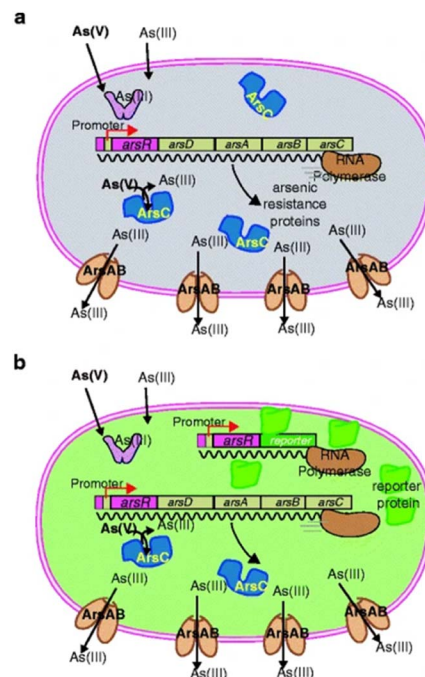 a
As(V) As(III)
As(III)
ArsC
Promoter
arsR arsD arsA arsB arsC
RNA
Polymerase
As(V) As(III)
ArsC
arsenic
resistance
proteins
ArsC
As(III) As(III) As(III) As(III)
ArsAB ArsAB ArsAB ArsAB
As(III) As(III) As(III) As(III)
b
As(V) As(III)
Promoter
As(III)
arsR reporter
RNA
Polymerase
reporter
protein
Promoter
arsR arsD arsA arsB arsC
As(V) As(III)
ArsC
ArsC
As(III) As(III) As(III) As(III)
ArsAB ArsAB ArsAB ArsAB
As(III) As(III) As(III) As(III)